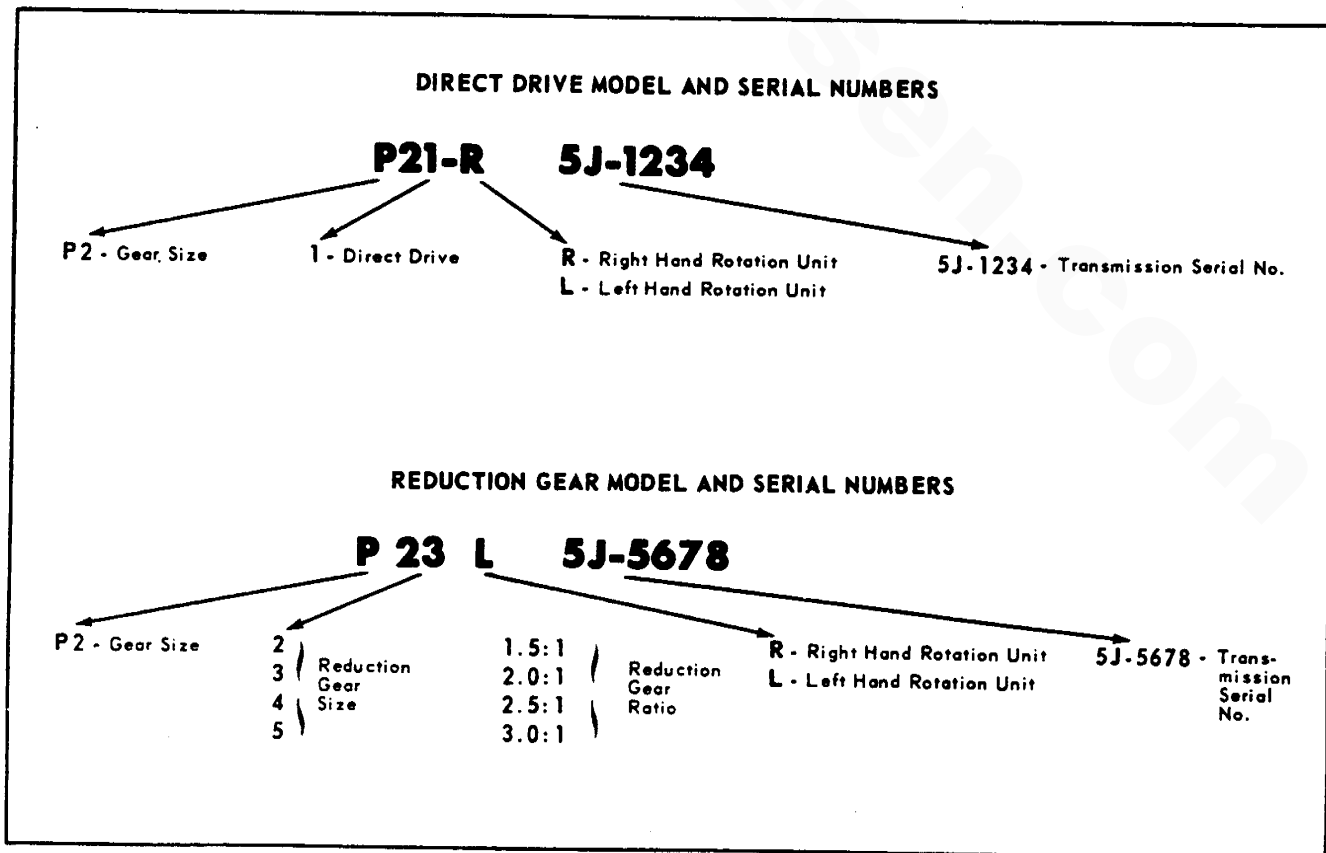 DIRECT DRIVE MODEL AND SERIAL NUMBERS
P21-R 5J-1234
P2 - Gear Size
1 - Direct Drive
R - Right Hand Rotation Unit
L - Left Hand Rotation Unit
5J-1234 - Transmission Serial No.
REDUCTION GEAR MODEL AND SERIAL NUMBERS
P 23 L 5J-5678
P2 - Gear Size
2
3
4
5
Reduction
Gear
Size
1.5:1
2.0:1
2.5:1
3.0:1
Reduction
Gear
Ratio
R - Right Hand Rotation Unit
L - Left Hand Rotation Unit
5J-5678 - Trans-
mission
Serial
No.
sen.com